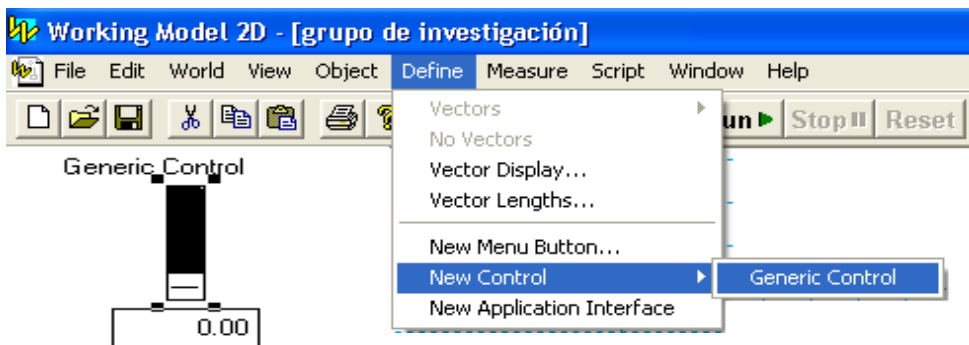 Working Model 2D - [grupo de investigación]
File Edit World View Object Define Measure Script Window Help
Vectors
un Stop Reset
No Vectors
Generic Control
Vector Display...
Vector Lengths...
New Menu Button...
New Control
Generic Control
New Application Interface
0.00